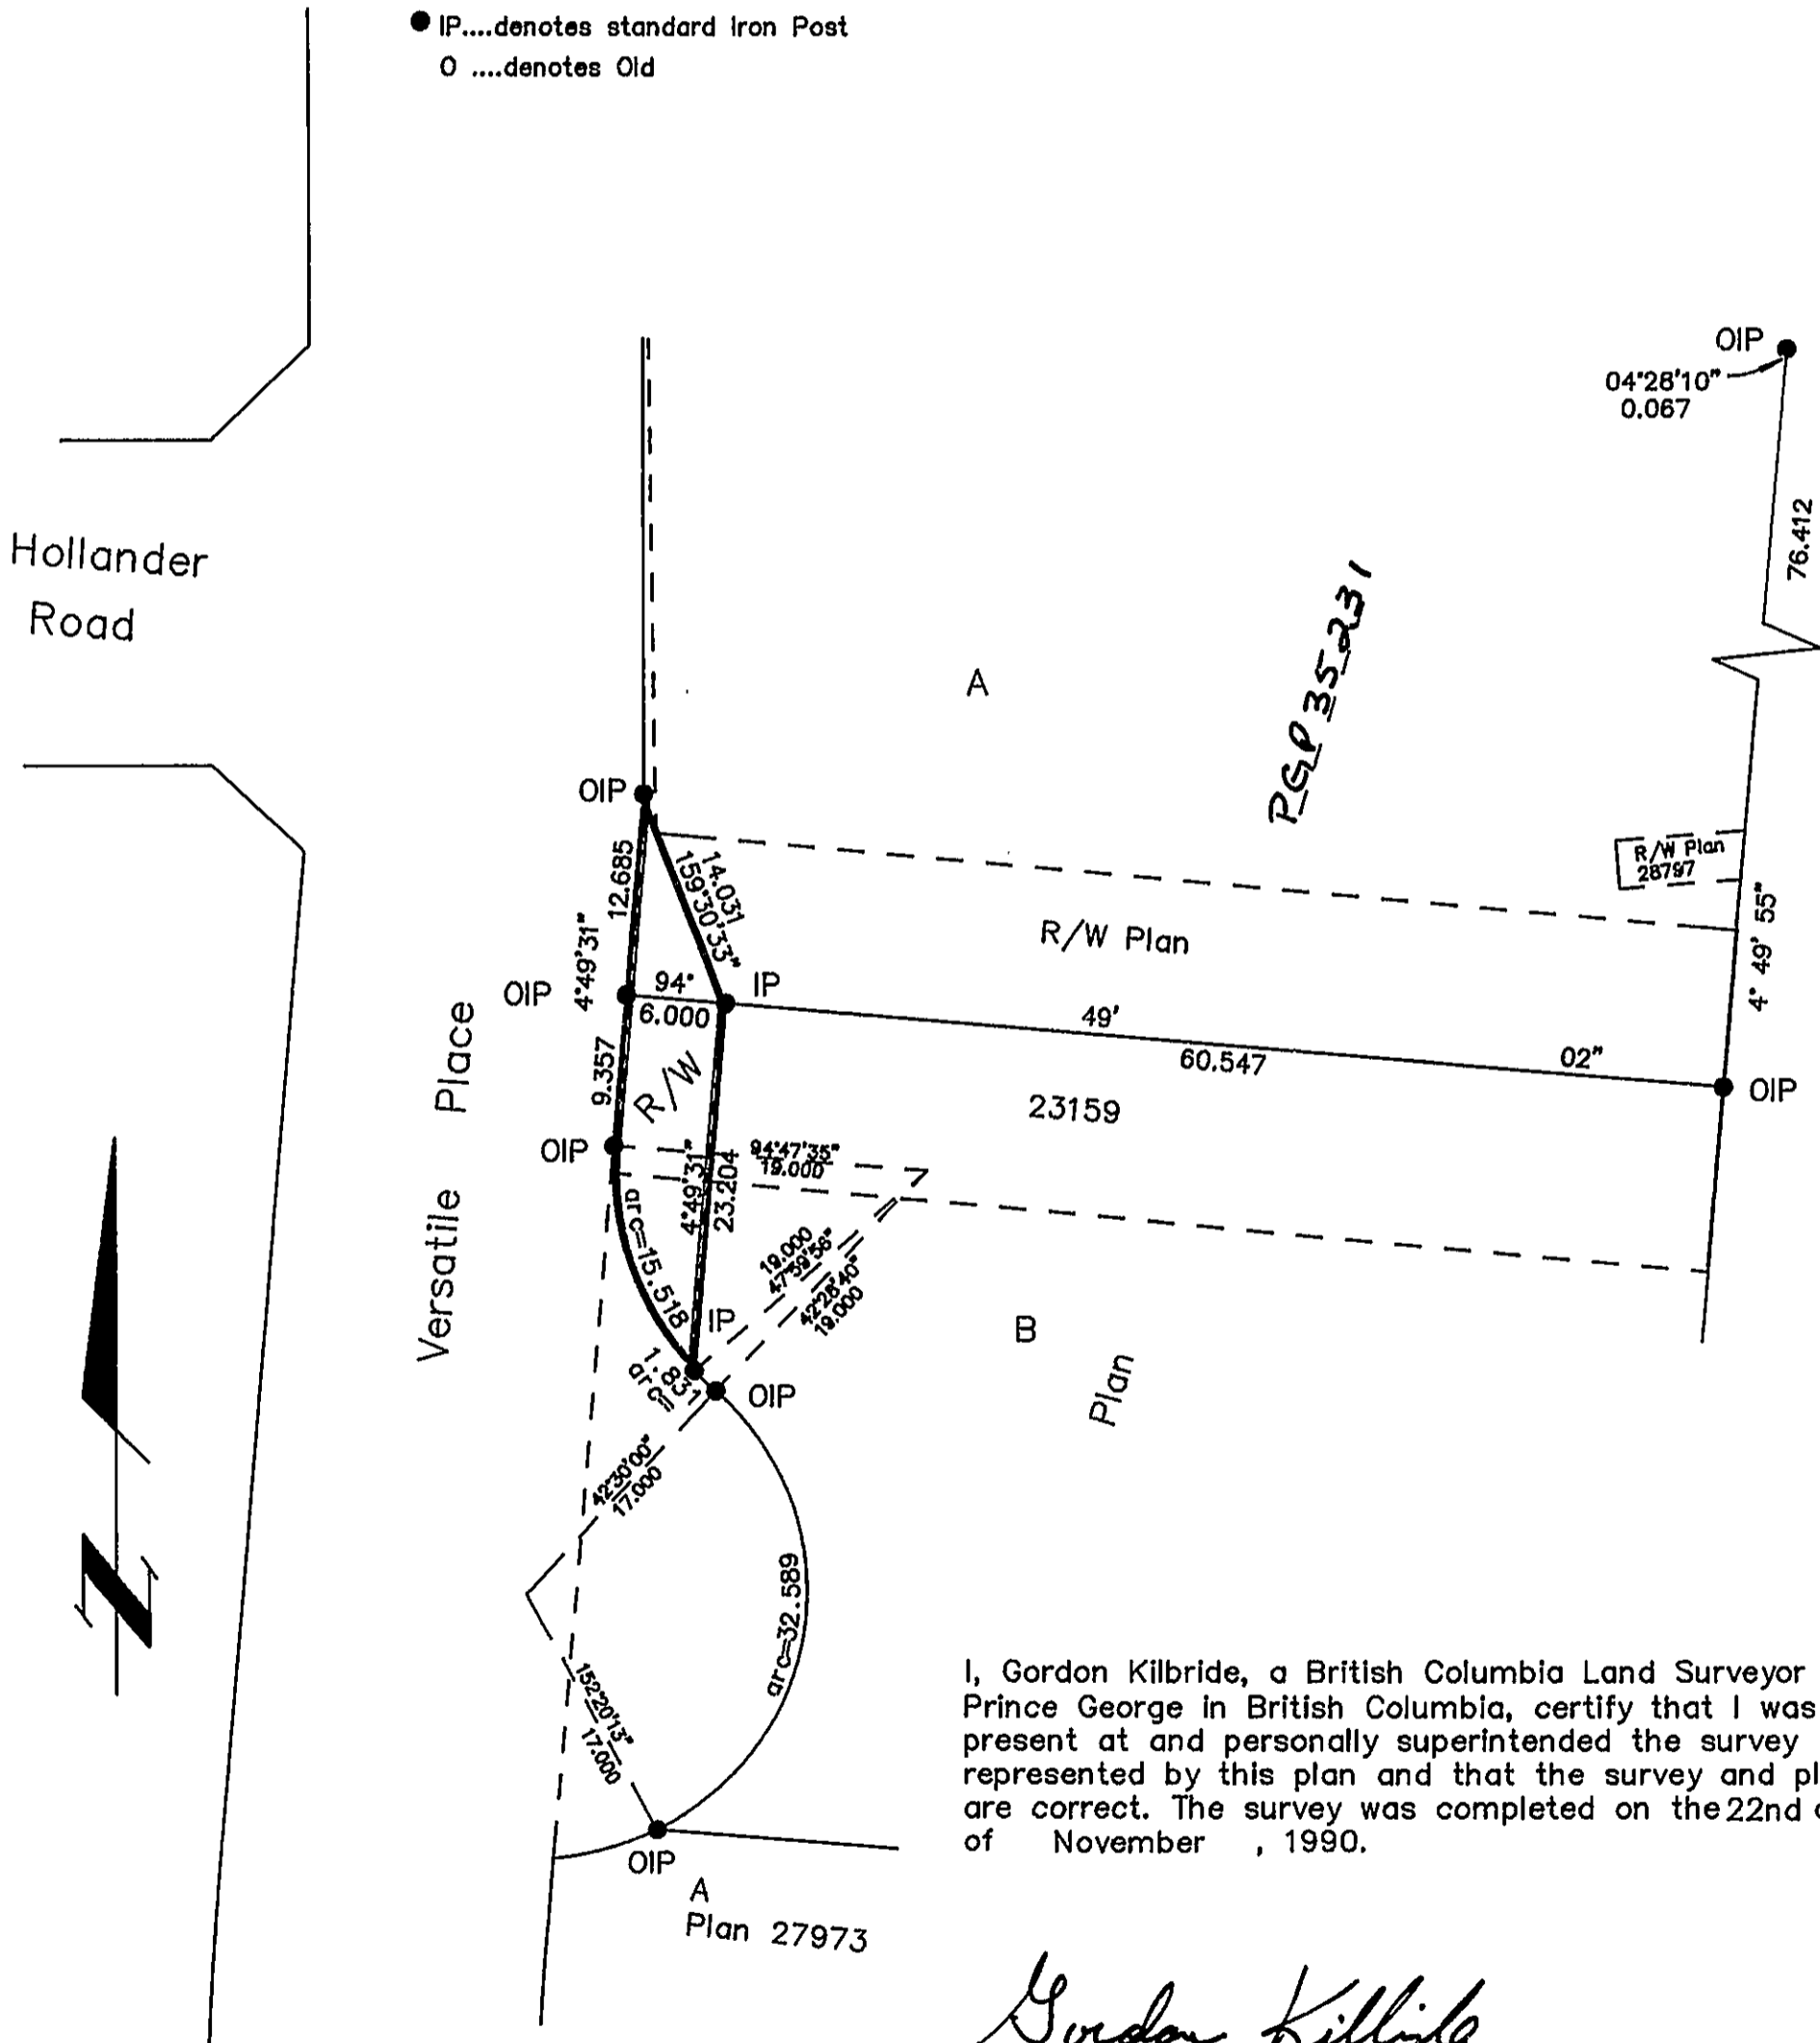 ● IP....denotes standard Iron Post
O ....denotes Old
OIP
04°28'10"
0.067
76.412
Hollander
Road
PGP35231
A
OIP
12.685
14.031
159°30'33"
R/W Plan
28797
R/W Plan
4° 49' 55"
4°49'31"
OIP
94°
6.000
IP
49'
60.547
02"
OIP
9.357
R/W
23159
Versatile Place
OIP
94°47'35"
19.000
4°49'31"
23.204
arc=15.518
19.000
47°59'56"
42°28'40"
19.000
IP
B
Plan
1.831
arc=
OIP
42°30'00"
17.000
arc=32.589
152°20'13"
17.000
N
I, Gordon Kilbride, a British Columbia Land Surveyor
Prince George in British Columbia, certify that I was
present at and personally superintended the survey
represented by this plan and that the survey and pl
are correct. The survey was completed on the 22nd
of November , 1990.
OIP
A
Plan 27973
Gordon Kilbride